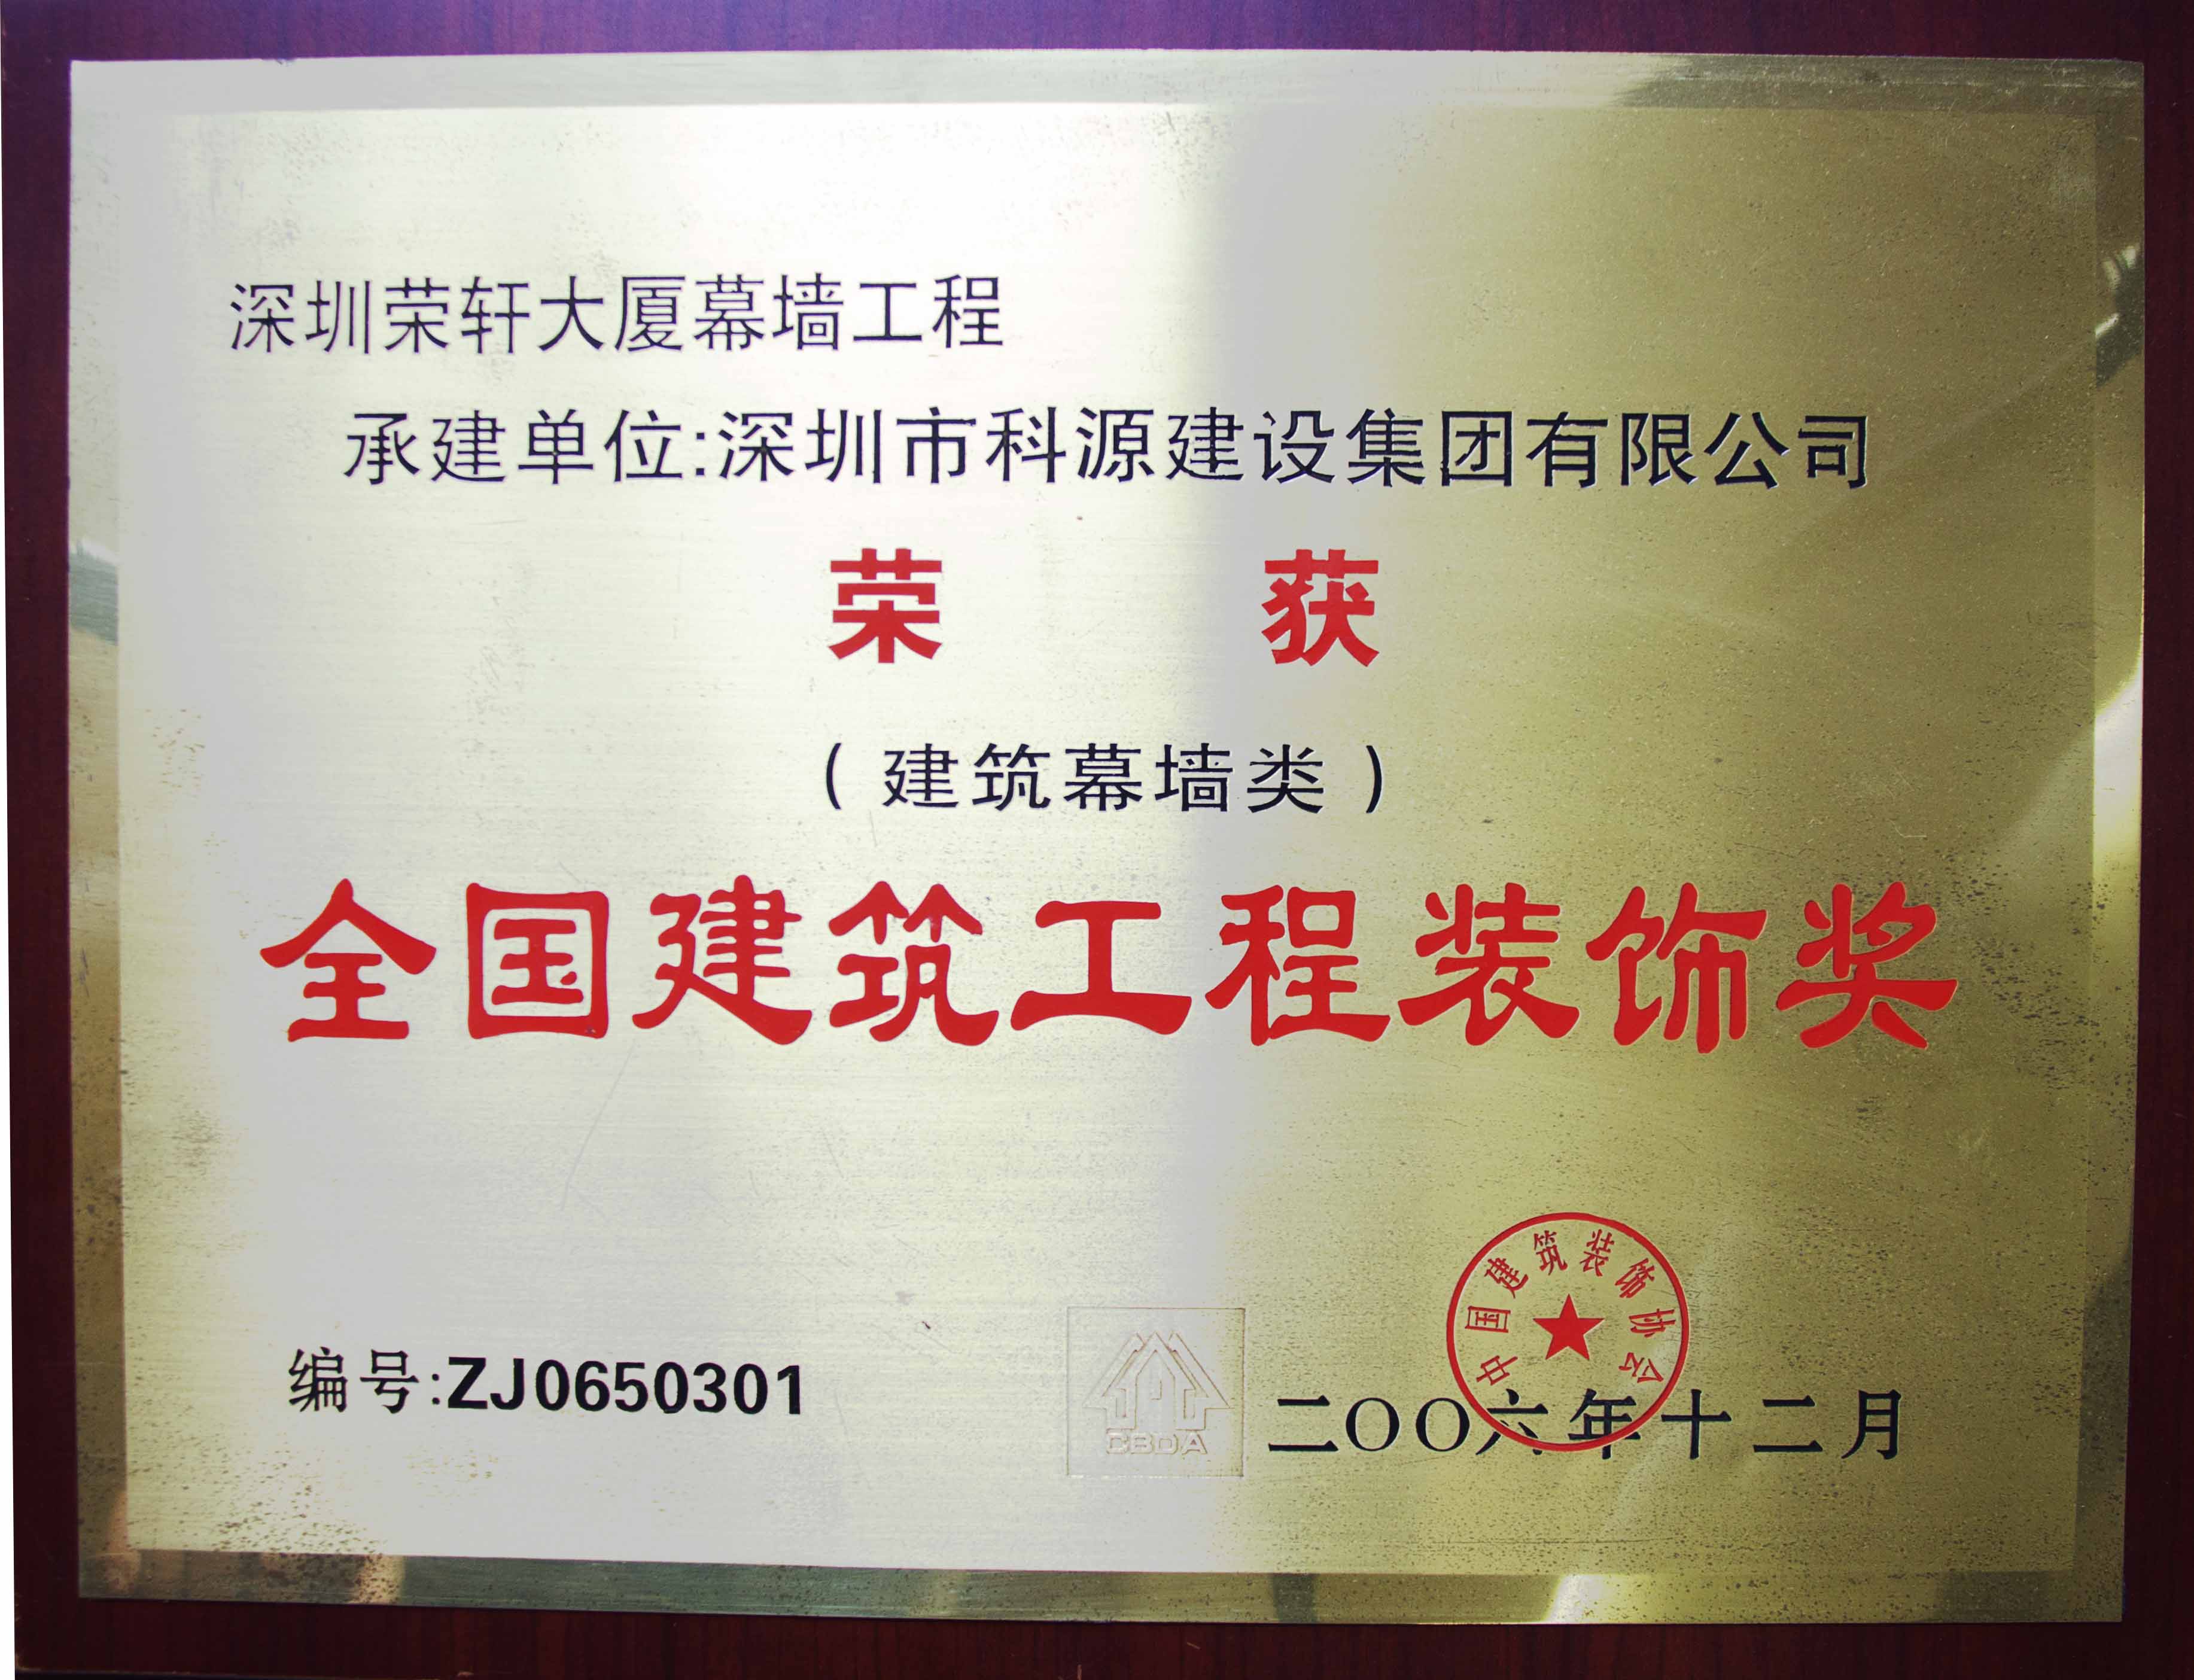 深圳荣轩大厦幕墙工程
承建单位:深圳市科源建设集团有限公司
荣 获
(建筑幕墙类)
全国建筑工程装饰奖
中国建筑装饰协会
编号:ZJ0650301
CBDA
二〇〇六年十二月